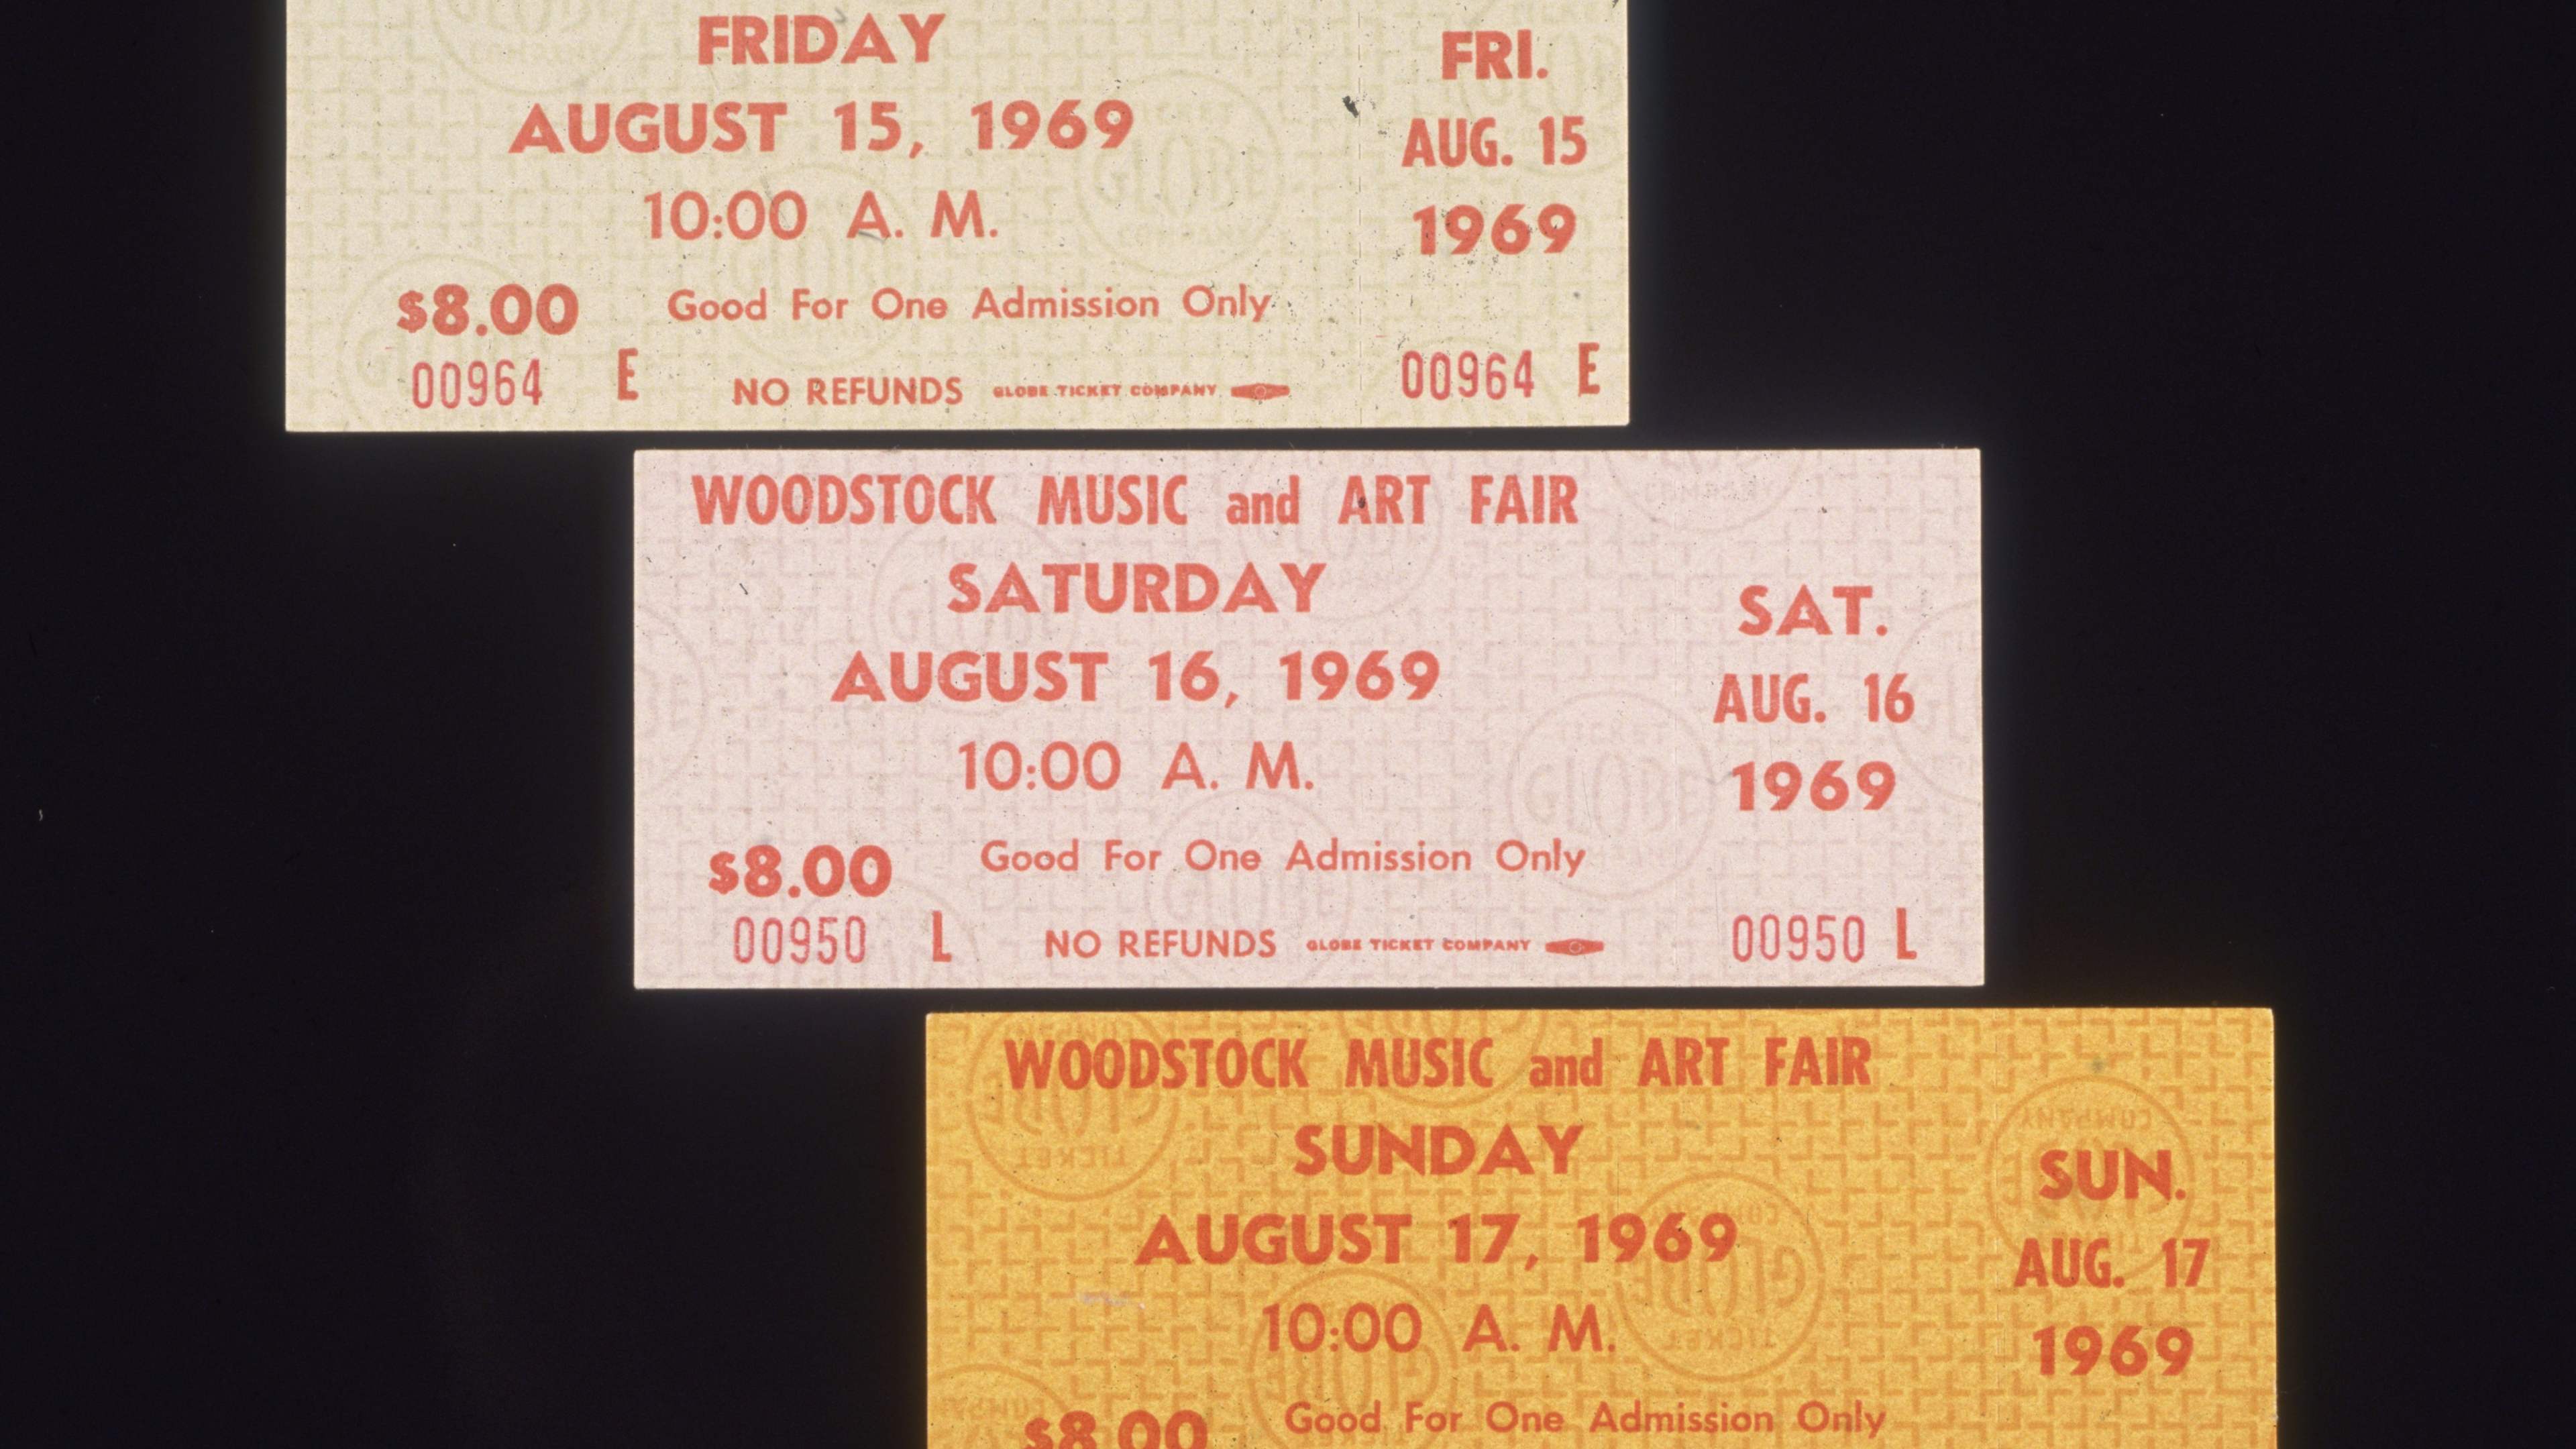 FRIDAY
AUGUST 15, 1969
10:00 A. M.
$8.00 Good For One Admission Only
00964 E NO REFUNDS GLOBE TICKET COMPANY
FRI.
AUG. 15
1969
00964 E
WOODSTOCK MUSIC and ART FAIR
SATURDAY
AUGUST 16, 1969
10:00 A. M.
$8.00 Good For One Admission Only
00950 L NO REFUNDS GLOBE TICKET COMPANY
SAT.
AUG. 16
1969
00950 L
WOODSTOCK MUSIC and ART FAIR
SUNDAY
AUGUST 17, 1969
10:00 A. M.
$8.00 Good For One Admission Only
SUN.
AUG. 17
1969